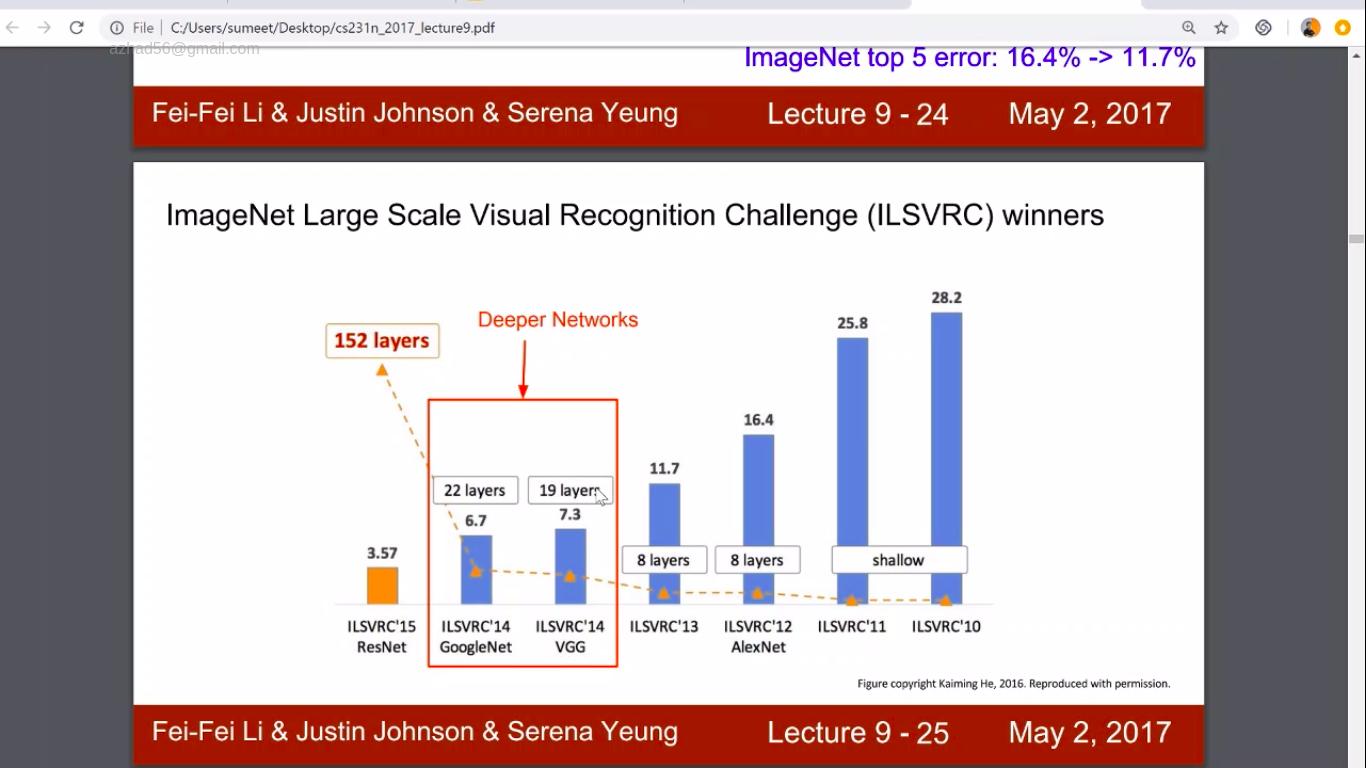 File | C:/Users/sumeet/Desktop/cs231n_2017_lecture9.pdf
azhad56@gmail.com
ImageNet top 5 error: 16.4% -> 11.7%
Fei-Fei Li & Justin Johnson & Serena Yeung Lecture 9 - 24 May 2, 2017
ImageNet Large Scale Visual Recognition Challenge (ILSVRC) winners
28.2
Deeper Networks
25.8
152 layers
16.4
11.7
22 layers 19 layers
6.7 7.3
3.57
8 layers 8 layers shallow
ILSVRC'15 ILSVRC'14 ILSVRC'14 ILSVRC'13 ILSVRC'12 ILSVRC'11 ILSVRC'10
ResNet GoogleNet VGG AlexNet
Figure copyright Kaiming He, 2016. Reproduced with permission.
Fei-Fei Li & Justin Johnson & Serena Yeung Lecture 9 - 25 May 2, 2017